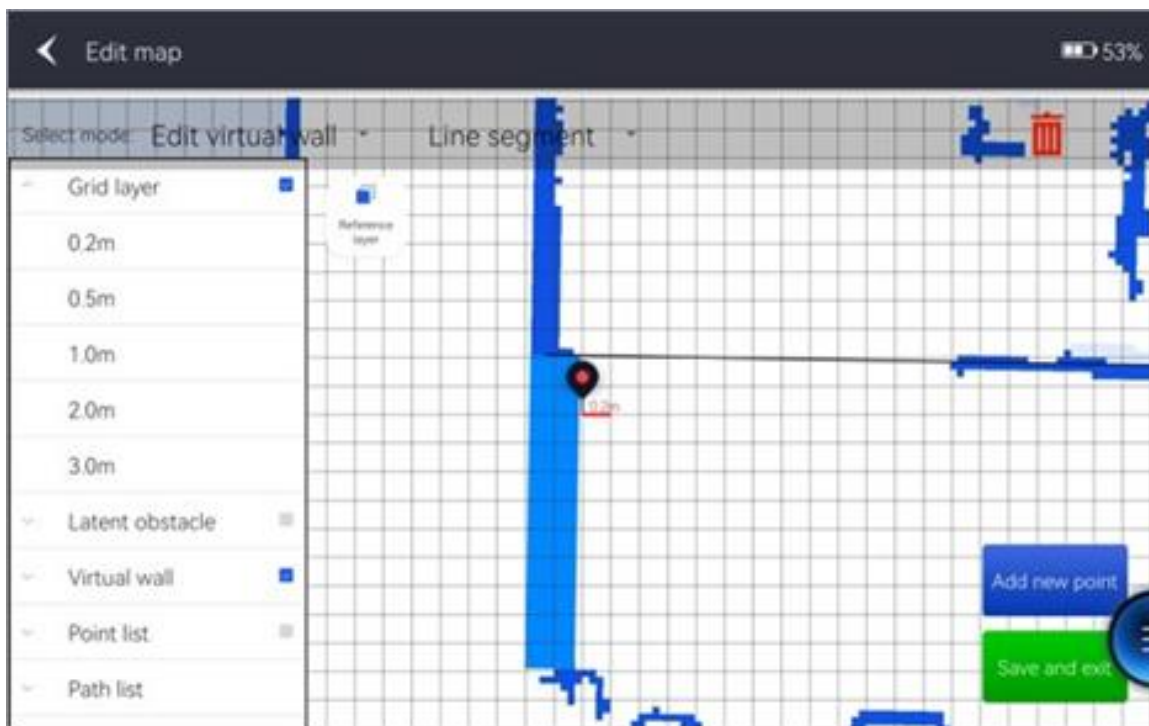 Edit map
53%
Select mode: Edit virtual wall Line segment
Grid layer
Reference
layer
0.2m
0.5m
1.0m
0.2m
2.0m
3.0m
Latent obstacle
Virtual wall
Add new point
Point list
Save and exit
Path list